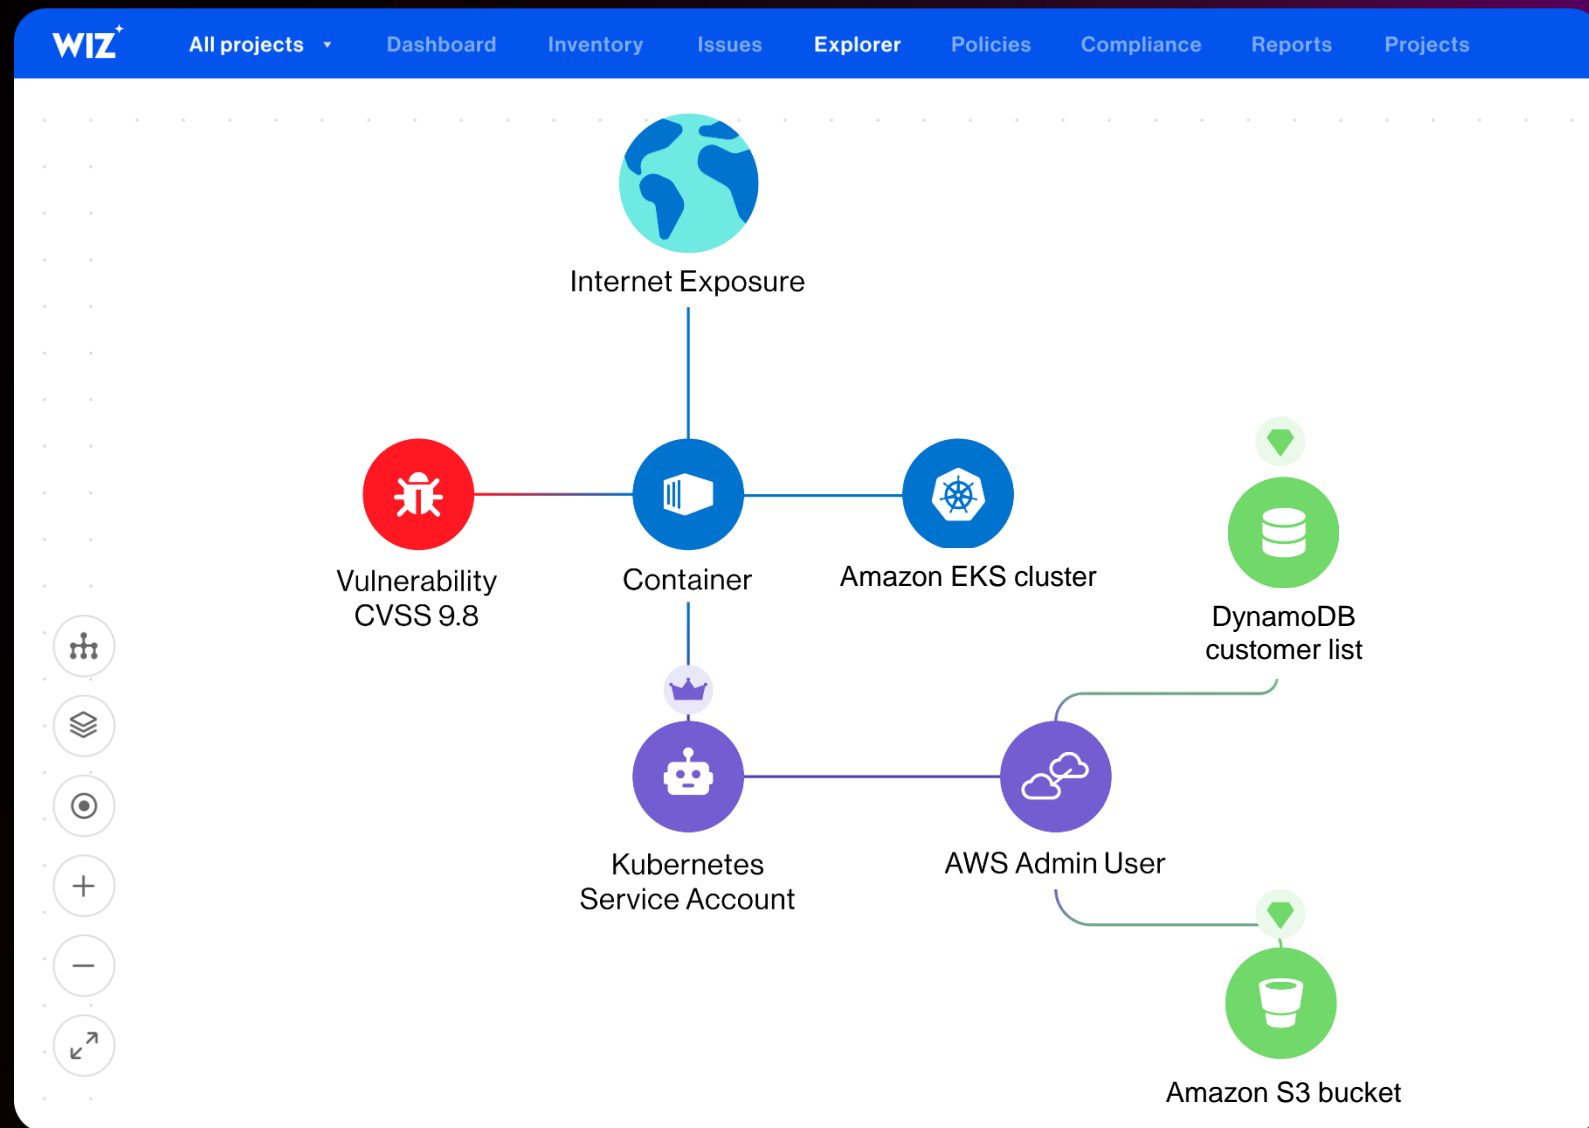 WIZ All projects Dashboard Inventory Issues Explorer Policies Compliance Reports Projects
Internet Exposure
Vulnerability
CVSS 9.8
Container
Amazon EKS cluster
DynamoDB
customer list
Kubernetes
Service Account
AWS Admin User
Amazon S3 bucket